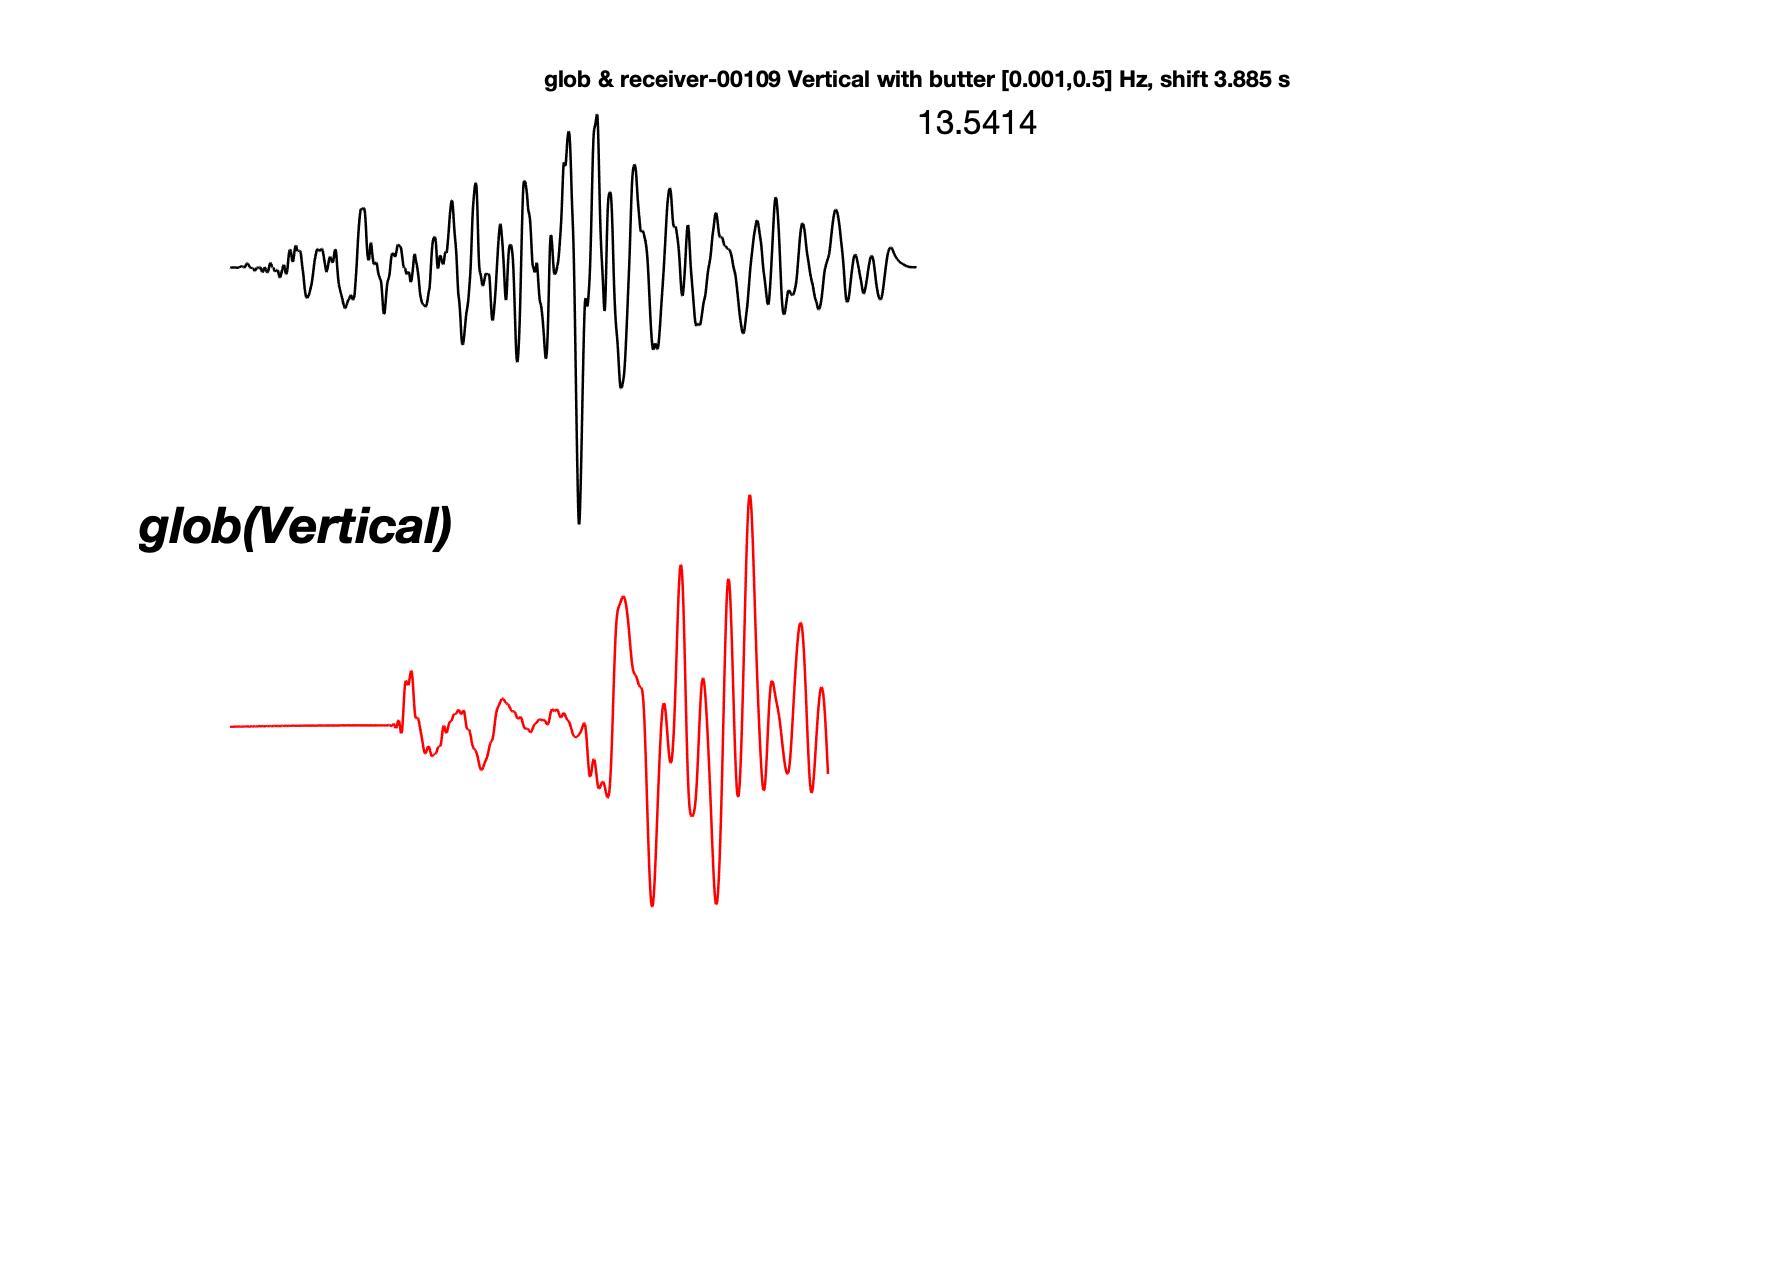 glob & receiver-00109 Vertical with butter [0.001,0.5] Hz, shift 3.885 s
13.5414
glob(Vertical)